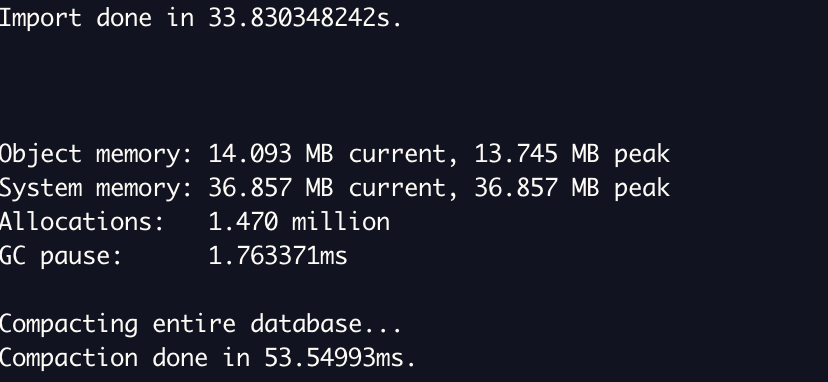 Import done in 33.830348242s.
Object memory: 14.093 MB current, 13.745 MB peak
System memory: 36.857 MB current, 36.857 MB peak
Allocations:   1.470 million
GC pause:      1.763371ms
Compacting entire database...
Compaction done in 53.54993ms.